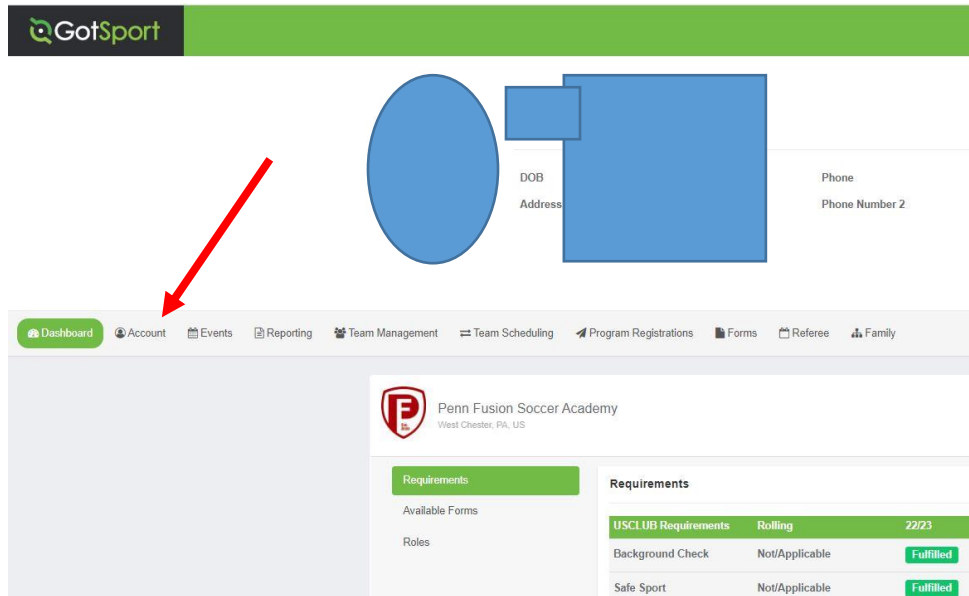 GotSport
DOB Phone
Address Phone Number 2
Dashboard Account Events Reporting Team Management Team Scheduling Program Registrations Forms Referee Family
Penn Fusion Soccer Academy
West Chester, PA, US
Requirements
Available Forms
Roles
Requirements
USCLUB Requirements Rolling 22/23
Background Check Not/Applicable Fulfilled
Safe Sport Not/Applicable Fulfilled